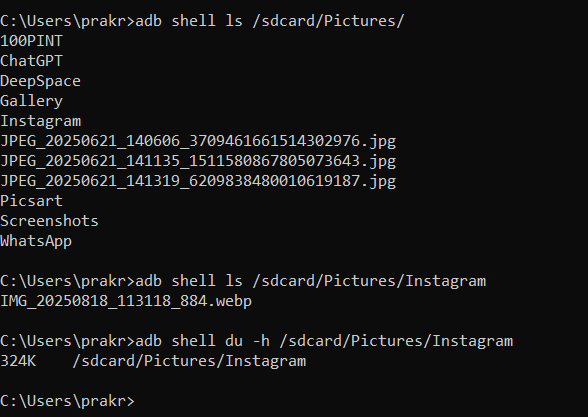 C:\Users\prakr>adb shell ls /sdcard/Pictures/
100PINT
ChatGPT
DeepSpace
Gallery
Instagram
JPEG_20250621_140606_3709461661514302976.jpg
JPEG_20250621_141135_1511580867805073643.jpg
JPEG_20250621_141319_6209838480010619187.jpg
Picsart
Screenshots
WhatsApp
C:\Users\prakr>adb shell ls /sdcard/Pictures/Instagram
IMG_20250818_113118_884.webp
C:\Users\prakr>adb shell du -h /sdcard/Pictures/Instagram
324K    /sdcard/Pictures/Instagram
C:\Users\prakr>